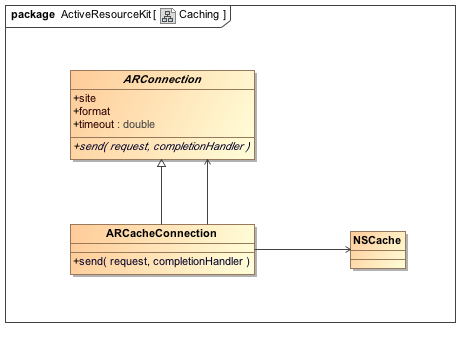 package ActiveResourceKit[ Caching ]
ARConnection
+site
+format
+timeout : double
+send( request, completionHandler )
ARCacheConnection
+send( request, completionHandler )
NSCache